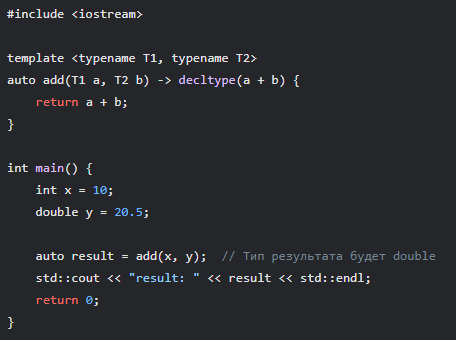 #include <iostream>
template <typename T1, typename T2>
auto add(T1 a, T2 b) -> decltype(a + b) {
    return a + b;
}
int main() {
    int x = 10;
    double y = 20.5;
    auto result = add(x, y);  // Тип результата будет double
    std::cout << "result: " << result << std::endl;
    return 0;
}